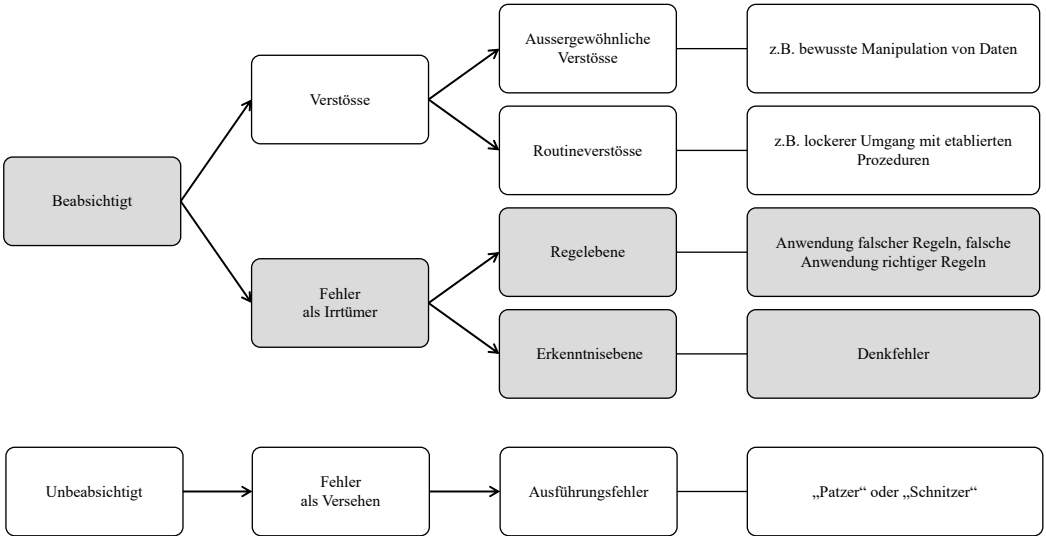 Aussergewöhnliche
Verstösse
z.B. bewusste Manipulation von Daten
Verstösse
Routineverstösse
z.B. lockerer Umgang mit etablierten
Prozeduren
Beabsichtigt
Regelebene
Anwendung falscher Regeln, falsche
Anwendung richtiger Regeln
Fehler
als Irrtümer
Erkenntnisebene
Denkfehler
Unbeabsichtigt
Fehler
als Versehen
Ausführungsfehler
„Patzer“ oder „Schnitzer“